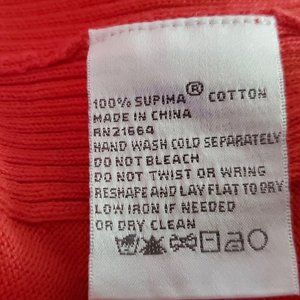 100% SUPIMA® COTTON
MADE IN CHINA
RN21664
HAND WASH COLD SEPARATELY
DO NOT BLEACH
DO NOT TWIST OR WRING
RESHAPE AND LAY FLAT TO DRY
LOW IRON IF NEEDED
OR DRY CLEAN